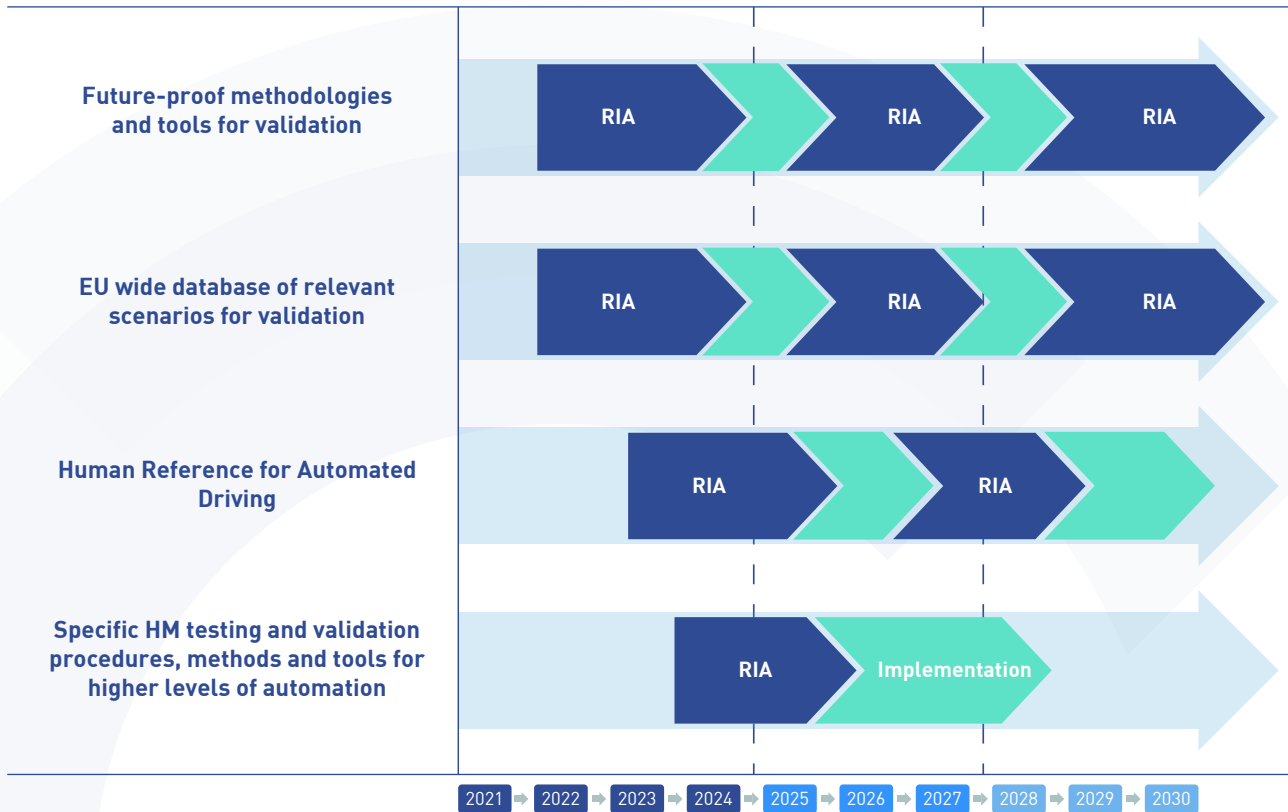 Future-proof methodologies
and tools for validation
RIA
RIA
RIA
EU wide database of relevant
scenarios for validation
RIA
RIA
RIA
Human Reference for Automated
Driving
RIA
RIA
Specific HM testing and validation
procedures, methods and tools for
higher levels of automation
RIA
Implementation
2021
2022
2023
2024
2025
2026
2027
2028
2029
2030